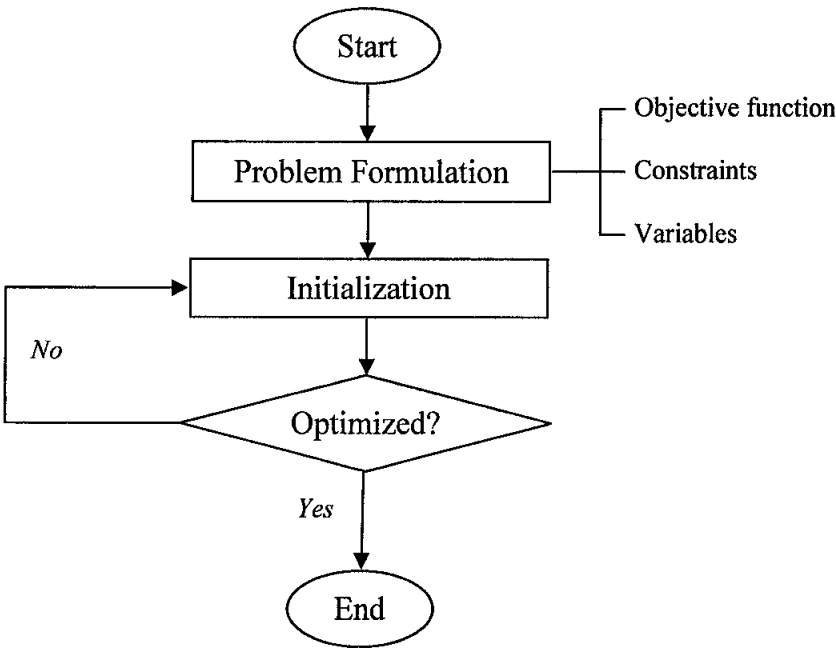 Start
Objective function
Problem Formulation
Constraints
Variables
Initialization
No
Optimized?
Yes
End